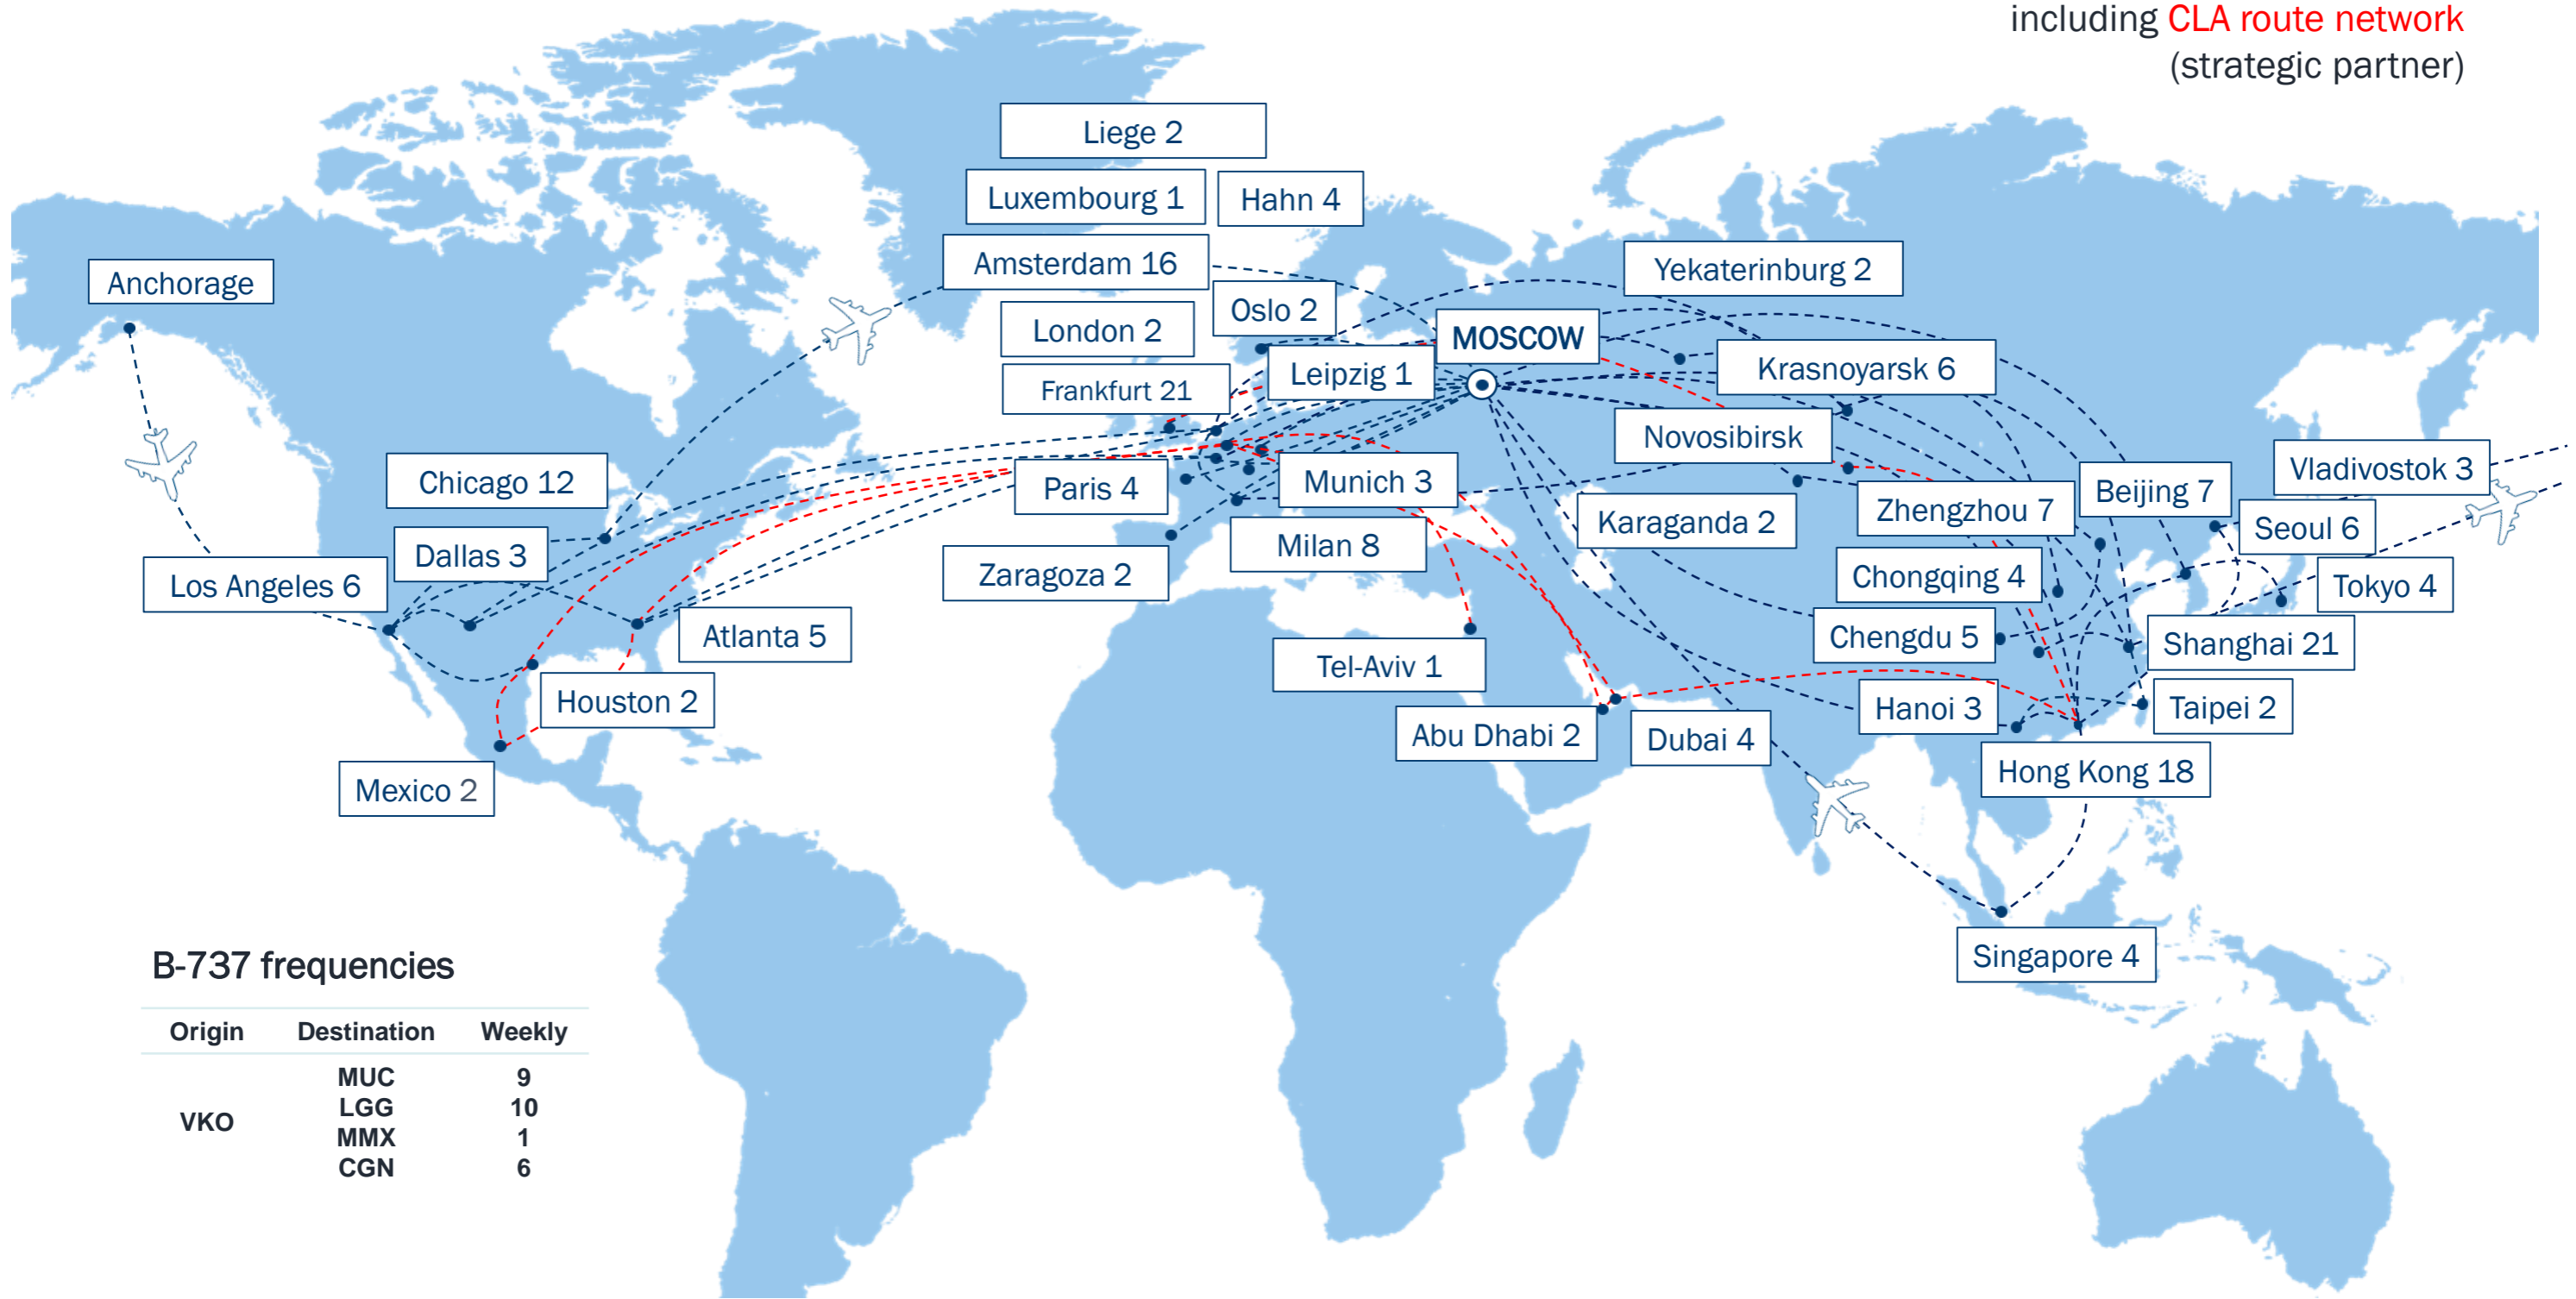 including CLA route network
(strategic partner)
Liege 2
Luxembourg 1
Hahn 4
Amsterdam 16
Yekaterinburg 2
Anchorage
Oslo 2
London 2
MOSCOW
Leipzig 1
Krasnoyarsk 6
Frankfurt 21
Novosibirsk
Vladivostok 3
Chicago 12
Paris 4
Munich 3
Beijing 7
Zhengzhou 7
Karaganda 2
Seoul 6
Dallas 3
Milan 8
Zaragoza 2
Chongqing 4
Los Angeles 6
Tokyo 4
Atlanta 5
Chengdu 5
Shanghai 21
Tel-Aviv 1
Houston 2
Hanoi 3
Taipei 2
Abu Dhabi 2
Dubai 4
Hong Kong 18
Mexico 2
Singapore 4
B-737 frequencies
Origin Destination Weekly
MUC 9
LGG 10
VKO
MMX 1
CGN 6